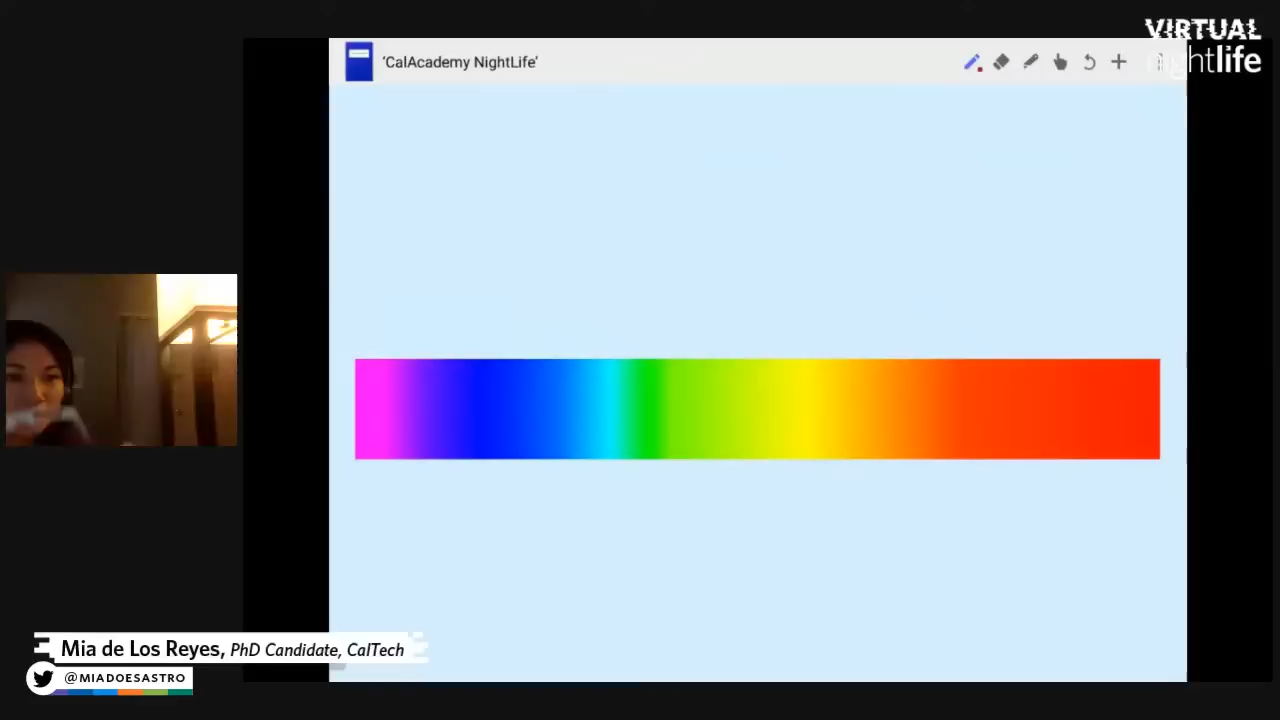 VIRTUAL
nightlife
'CalAcademy NightLife'
Mia de Los Reyes, PhD Candidate, CalTech
@MIADOESASTRO